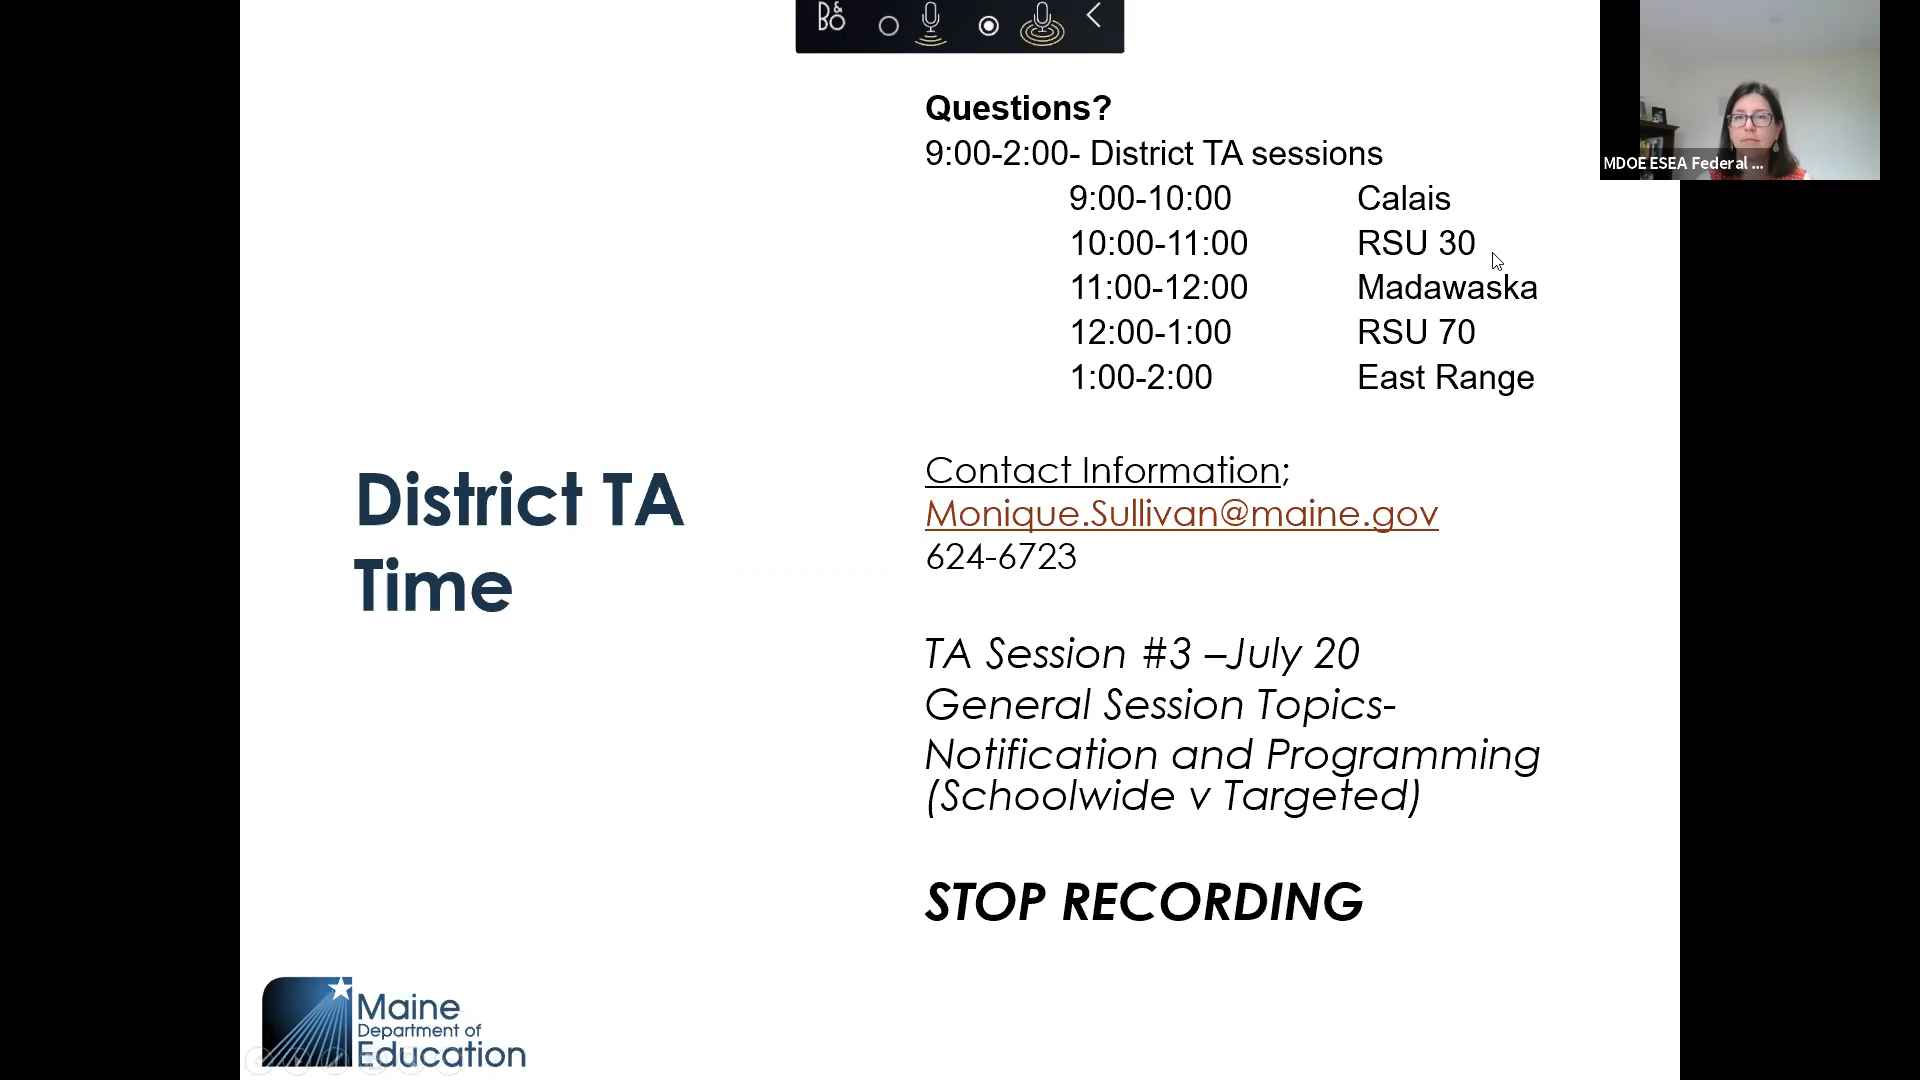 B&O
MDOE ESEA Federal ...
Questions?
9:00-2:00- District TA sessions
9:00-10:00 Calais
10:00-11:00 RSU 30
11:00-12:00 Madawaska
12:00-1:00 RSU 70
1:00-2:00 East Range
District TA
Time
Contact Information;
Monique.Sullivan@maine.gov
624-6723
TA Session #3 –July 20
General Session Topics-
Notification and Programming
(Schoolwide v Targeted)
STOP RECORDING
Maine
Department of
Education